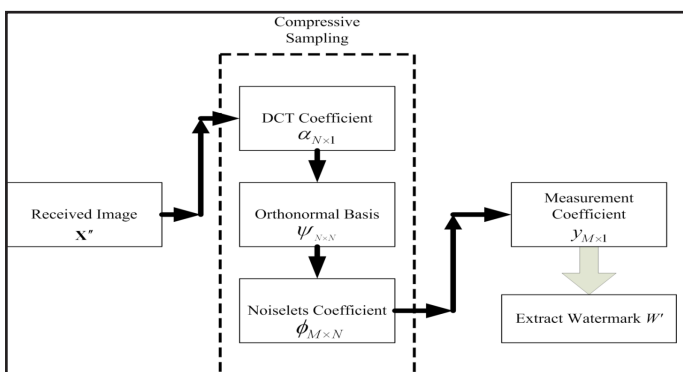 Compressive
Sampling
DCT Coefficient
α_{N×1}
Received Image
X″
Orthonormal Basis
ψ_{N×N}
Noiselets Coefficient
ϕ_{M×N}
Measurement
Coefficient
y_{M×1}
Extract Watermark W′